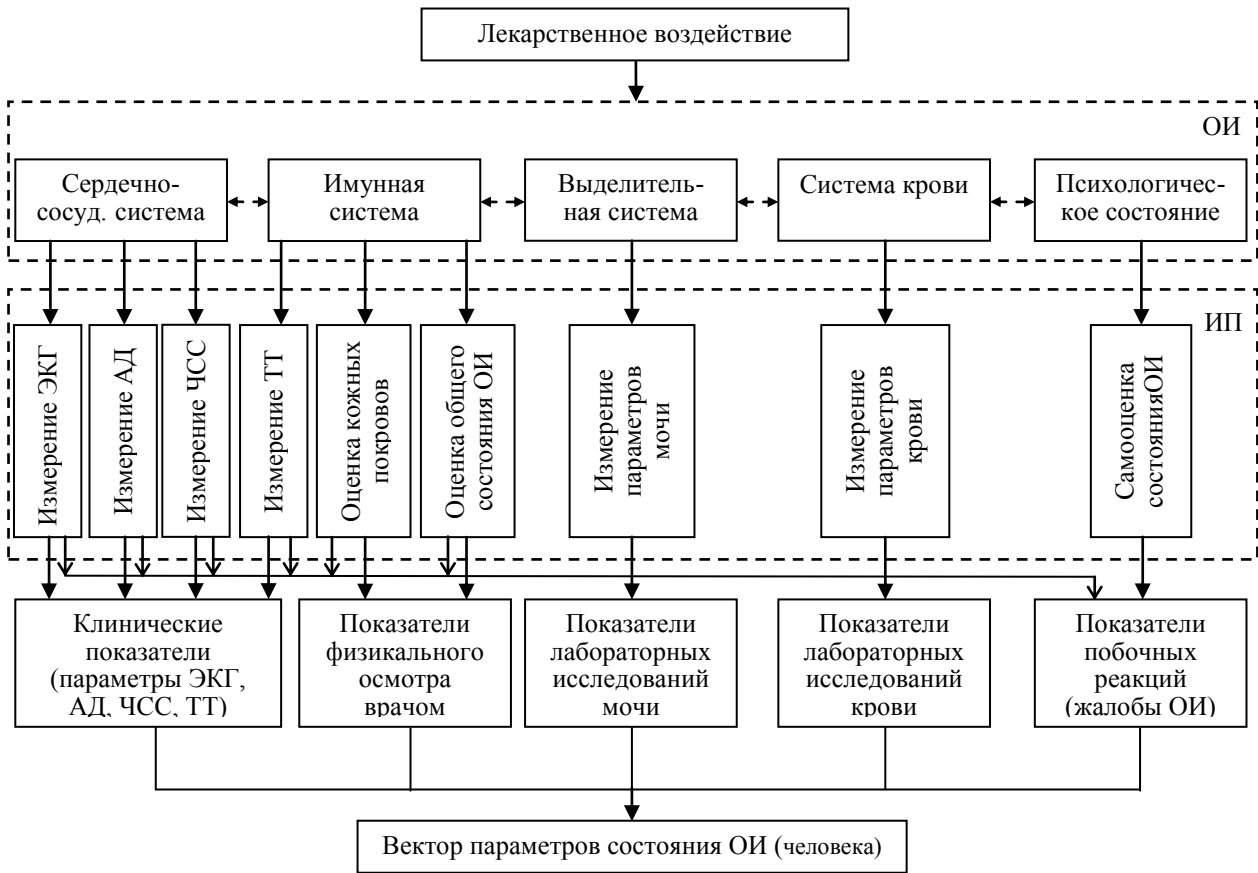 Лекарственное воздействие
ОИ
Сердечно-
сосуд. система
Имунная
система
Выделитель-
ная система
Система крови
Психологичес-
кое состояние
ИП
Измерение ЭКГ
Измерение АД
Измерение ЧСС
Измерение ТТ
Оценка кожных
покровов
Оценка общего
состояния ОИ
Измерение
параметров
мочи
Измерение
параметров
крови
Самооценка
состоянияОИ
Клинические
показатели
(параметры ЭКГ,
АД, ЧСС, ТТ)
Показатели
физикального
осмотра
врачом
Показатели
лабораторных
исследований
мочи
Показатели
лабораторных
исследований
крови
Показатели
побочных
реакций
(жалобы ОИ)
Вектор параметров состояния ОИ (человека)